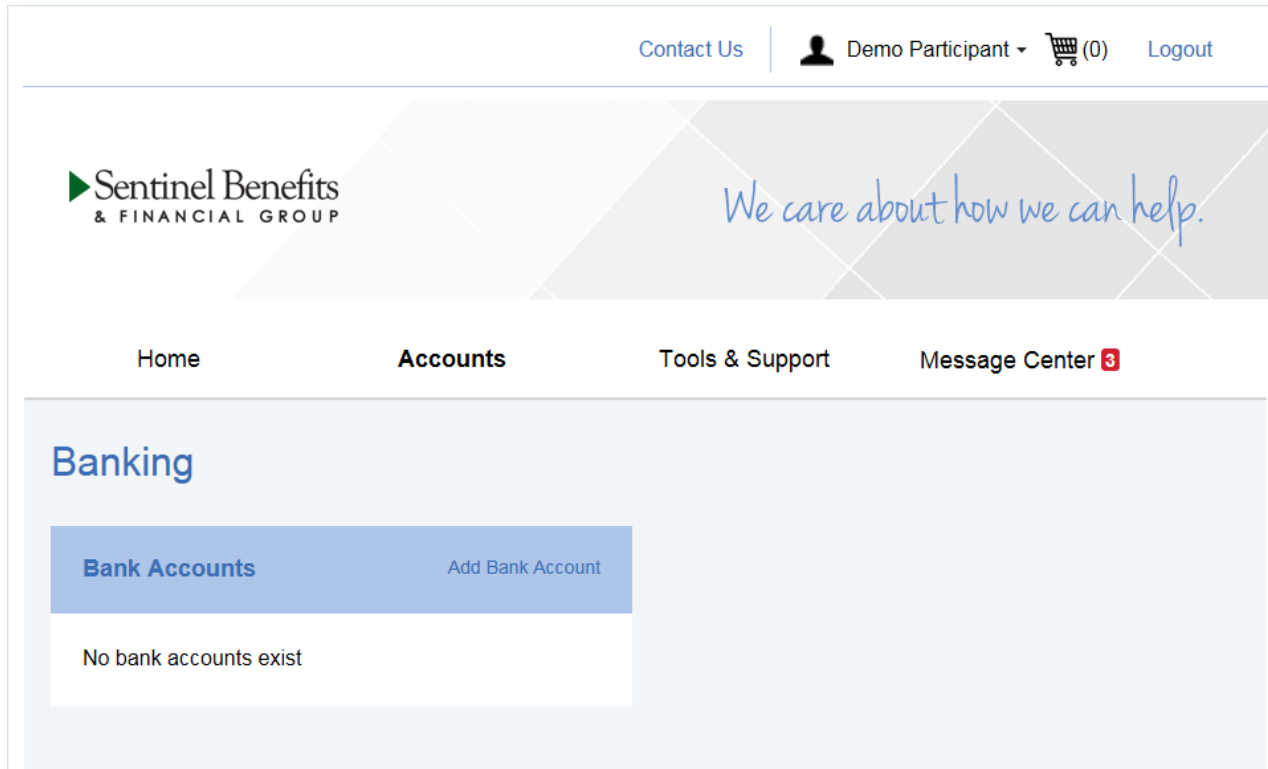 Contact Us Demo Participant (0) Logout
Sentinel Benefits
& FINANCIAL GROUP
We care about how we can help.
Home Accounts Tools & Support Message Center 3
Banking
Bank Accounts Add Bank Account
No bank accounts exist